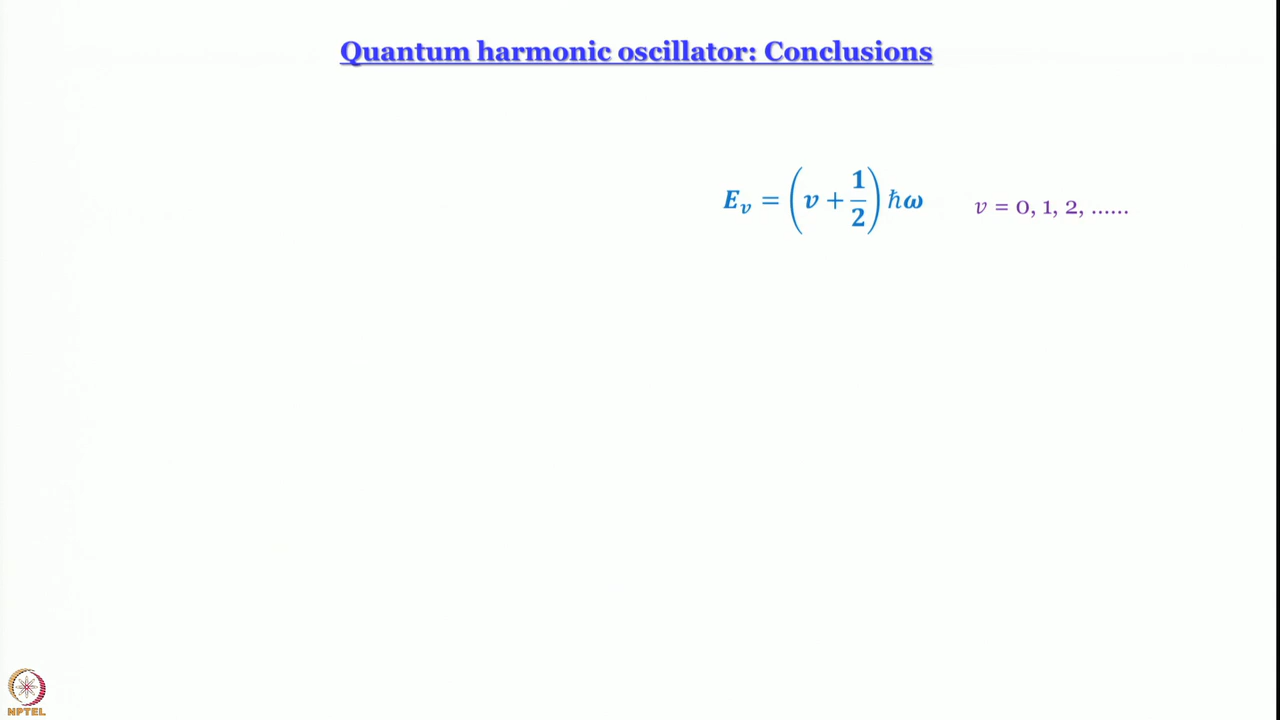 Quantum harmonic oscillator: Conclusions
E_v = (v + 1/2) ℏω v = 0, 1, 2, ......
NPTEL